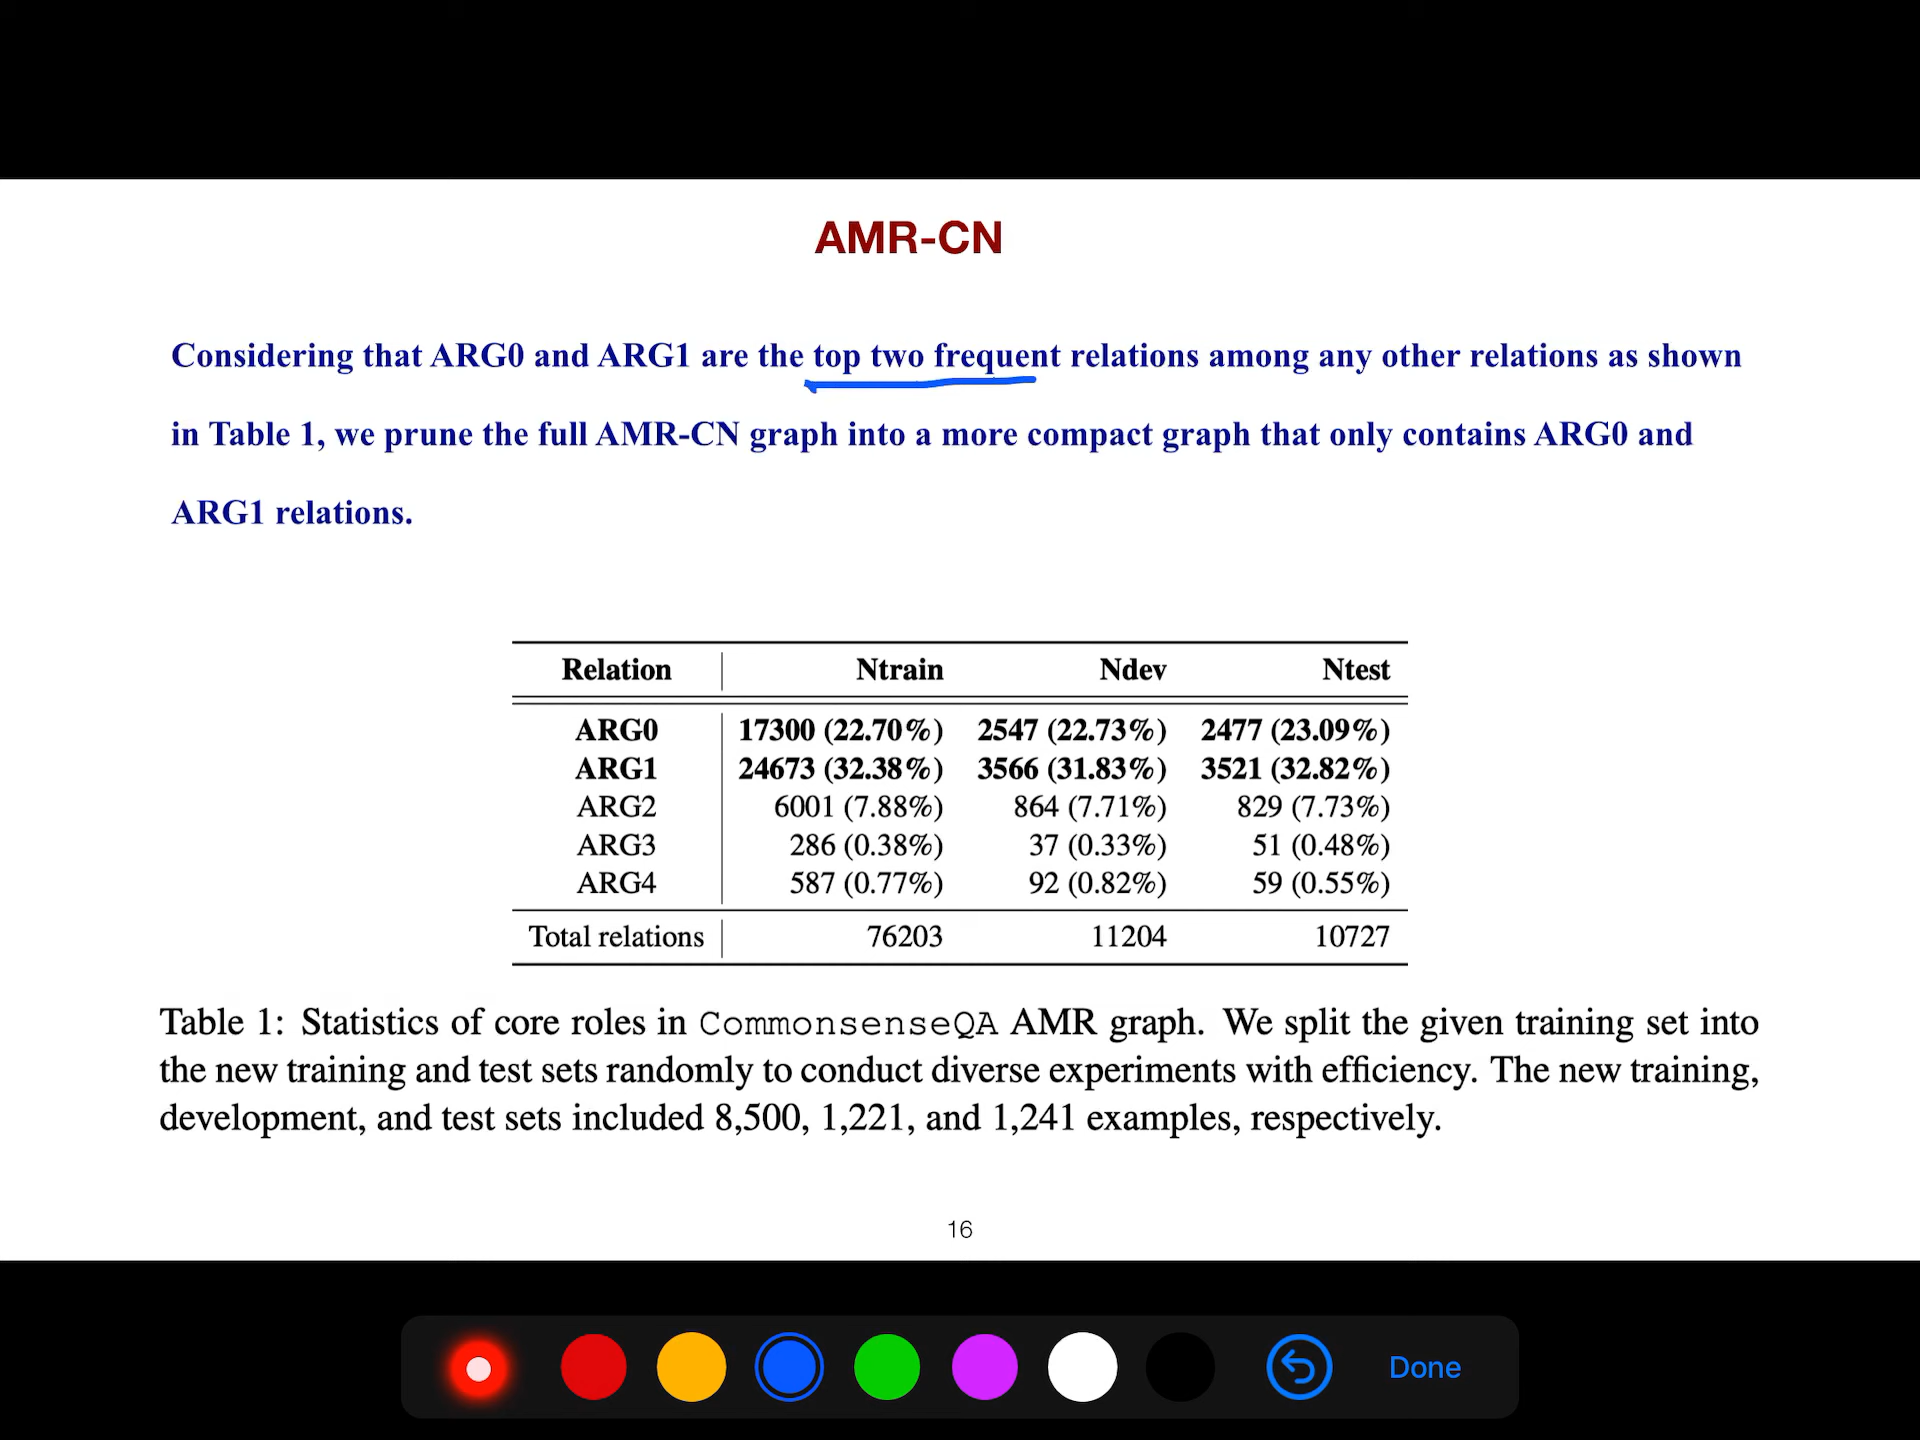 AMR-CN
Considering that ARG0 and ARG1 are the top two frequent relations among any other relations as shown
in Table 1, we prune the full AMR-CN graph into a more compact graph that only contains ARG0 and
ARG1 relations.
Relation Ntrain Ndev Ntest
ARG0 17300 (22.70%) 2547 (22.73%) 2477 (23.09%)
ARG1 24673 (32.38%) 3566 (31.83%) 3521 (32.82%)
ARG2 6001 (7.88%) 864 (7.71%) 829 (7.73%)
ARG3 286 (0.38%) 37 (0.33%) 51 (0.48%)
ARG4 587 (0.77%) 92 (0.82%) 59 (0.55%)
Total relations 76203 11204 10727
Table 1: Statistics of core roles in CommonsenseQA AMR graph. We split the given training set into
the new training and test sets randomly to conduct diverse experiments with efficiency. The new training,
development, and test sets included 8,500, 1,221, and 1,241 examples, respectively.
16
Done